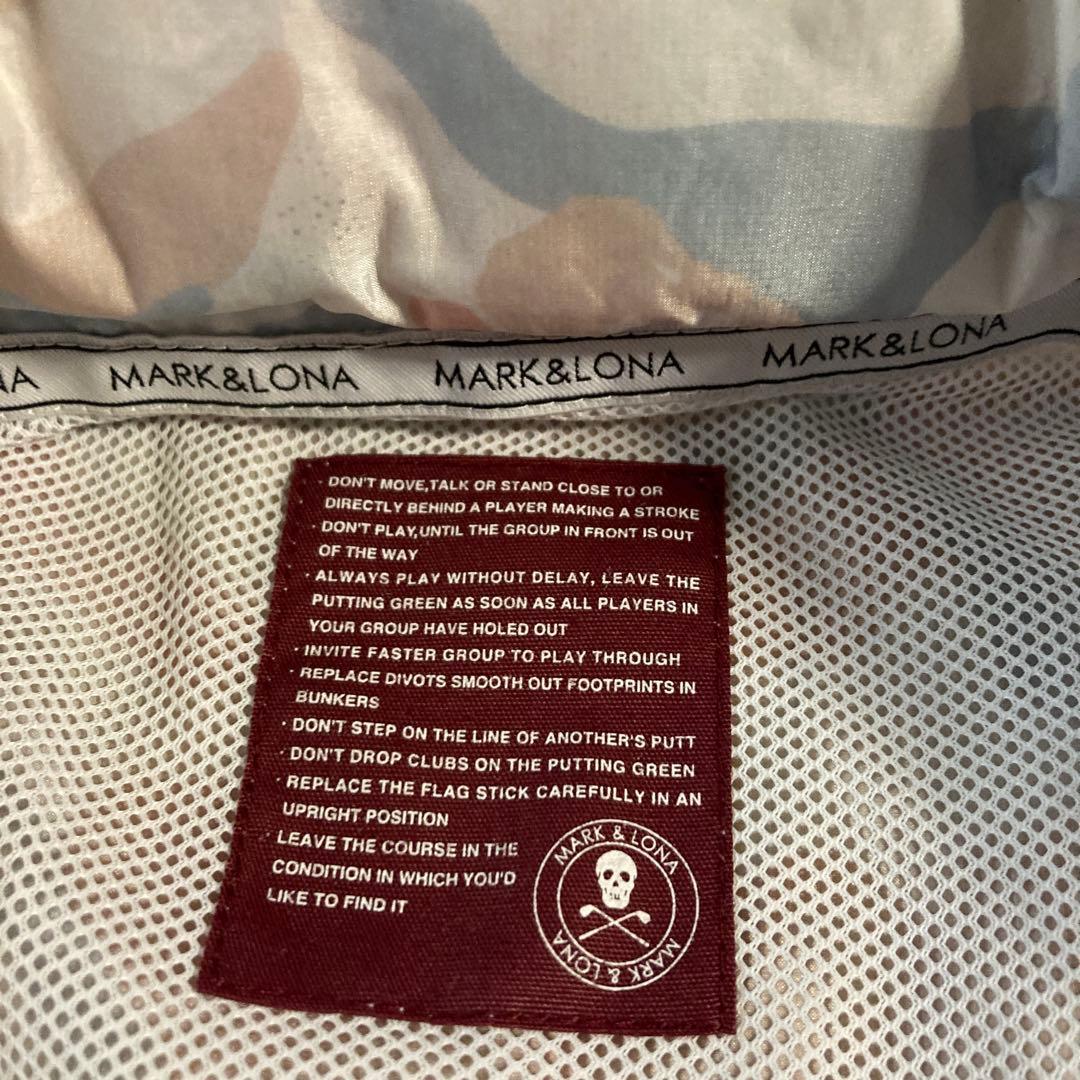 MARK&LONA MARK&LONA MARK&LONA
· DON'T MOVE,TALK OR STAND CLOSE TO OR
DIRECTLY BEHIND A PLAYER MAKING A STROKE
· DON'T PLAY,UNTIL THE GROUP IN FRONT IS OUT
OF THE WAY
· ALWAYS PLAY WITHOUT DELAY, LEAVE THE
PUTTING GREEN AS SOON AS ALL PLAYERS IN
YOUR GROUP HAVE HOLED OUT
· INVITE FASTER GROUP TO PLAY THROUGH
· REPLACE DIVOTS SMOOTH OUT FOOTPRINTS IN
BUNKERS
· DON'T STEP ON THE LINE OF ANOTHER'S PUTT
· DON'T DROP CLUBS ON THE PUTTING GREEN
· REPLACE THE FLAG STICK CAREFULLY IN AN
UPRIGHT POSITION
· LEAVE THE COURSE IN THE
CONDITION IN WHICH YOU'D
LIKE TO FIND IT
MARK & LONA
MARK & LONA